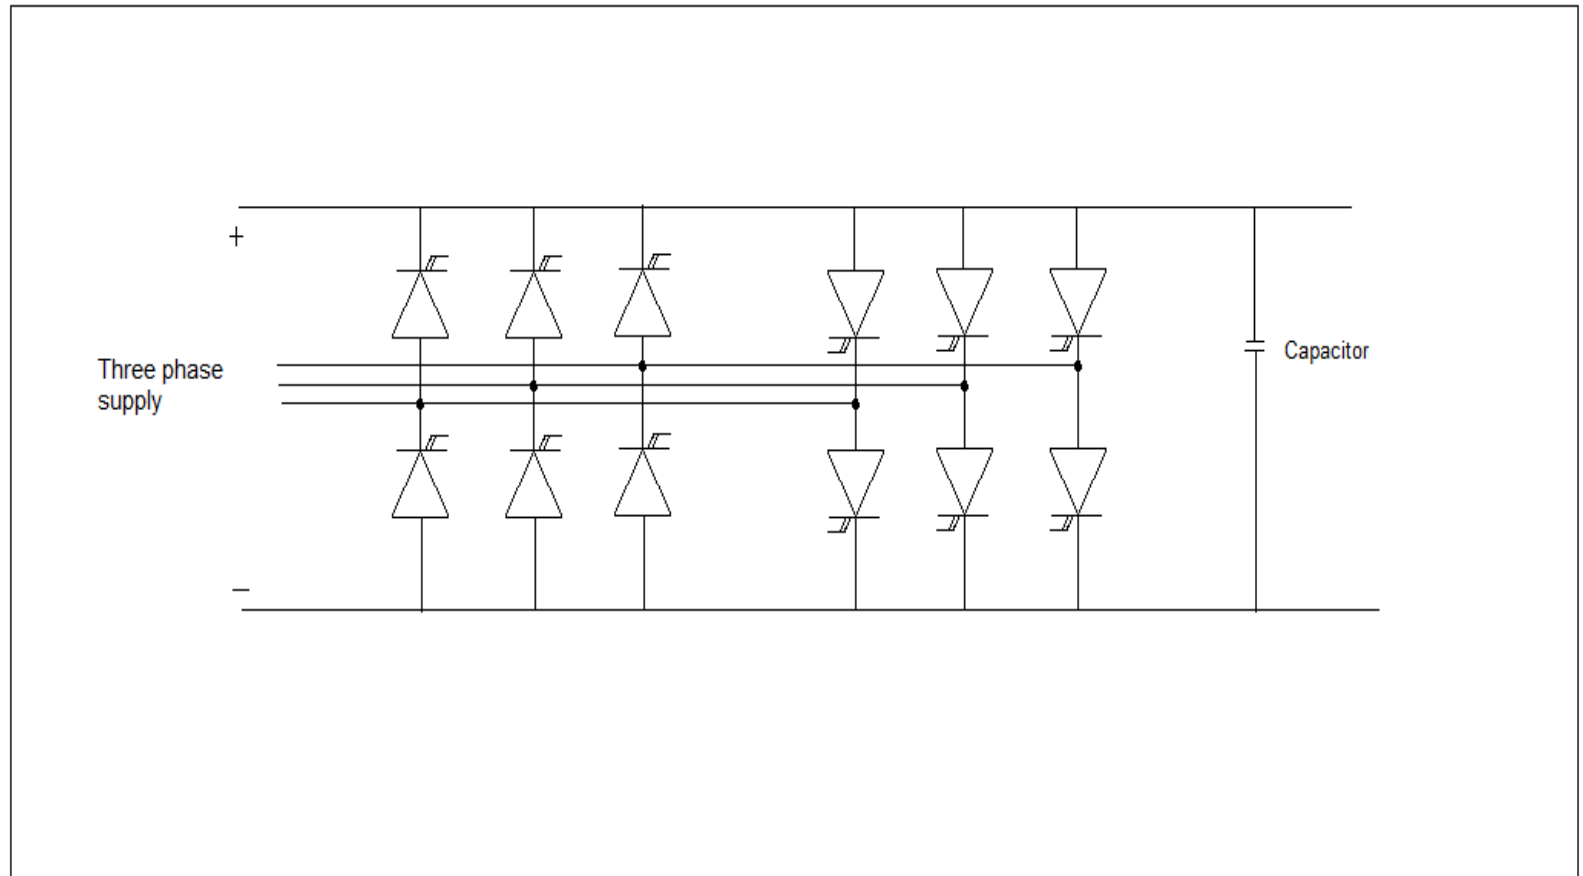 +
Three phase
supply
Capacitor
−